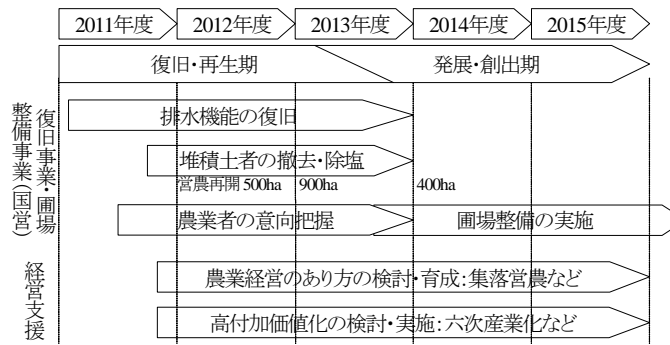 2011年度 2012年度 2013年度 2014年度 2015年度
復旧・再生期 発展・創出期
復旧事業・圃場
整備事業(国営)
排水機能の復旧
堆積土者の撤去・除塩
営農再開 500ha 900ha 400ha
農業者の意向把握 圃場整備の実施
経営支援
農業経営のあり方の検討・育成:集落営農など
高付加価値化の検討・実施:六次産業化など